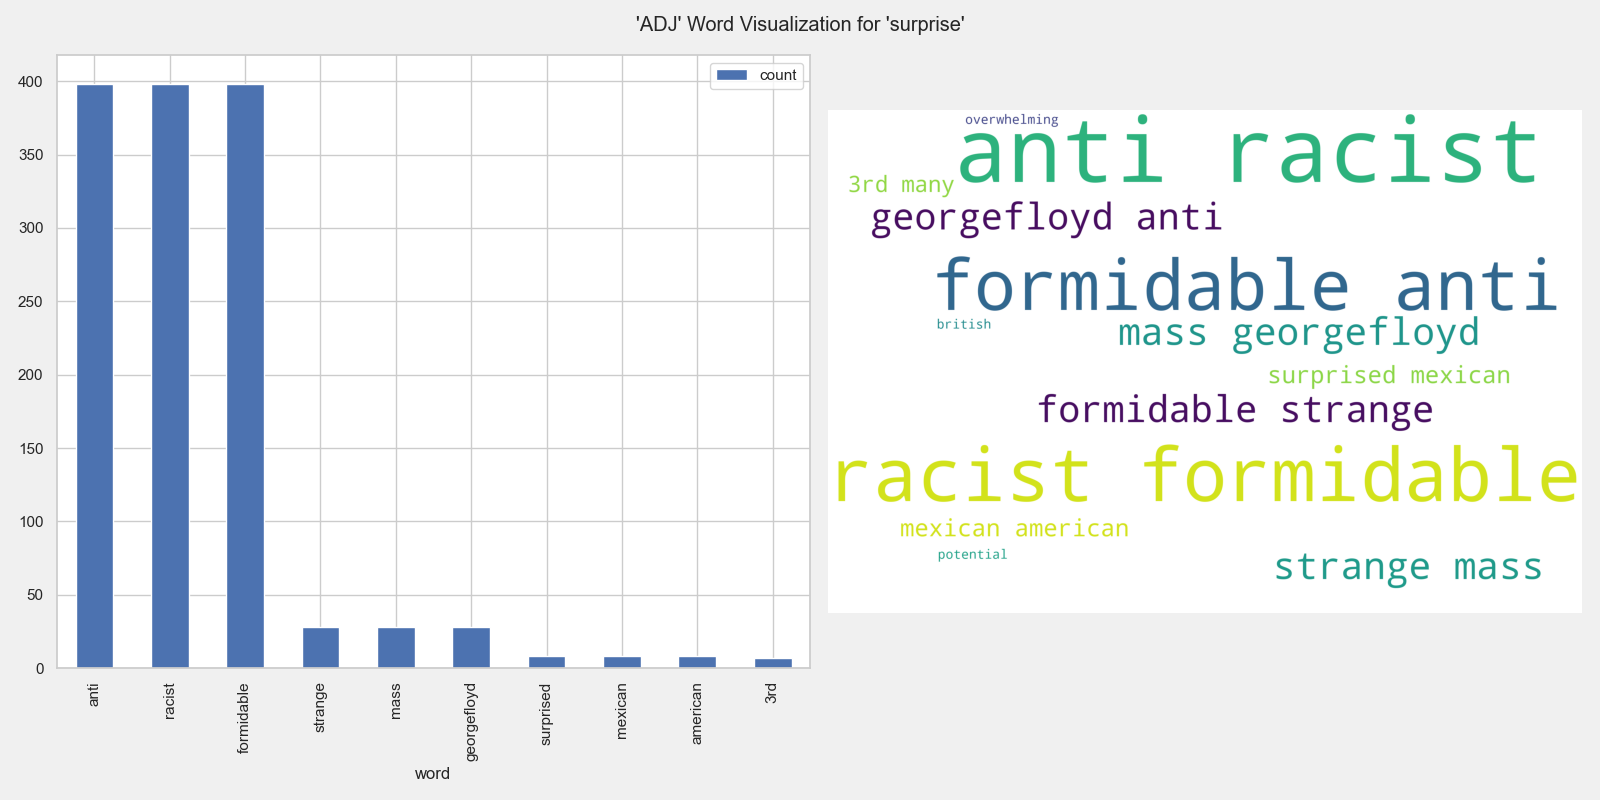 'ADJ' Word Visualization for 'surprise'
count
400
350
300
250
200
150
100
50
0
anti
racist
formidable
strange
mass
georgefloyd
surprised
mexican
american
3rd
word
overwhelming
anti racist
3rd many
georgefloyd anti
formidable anti
british
mass georgefloyd
surprised mexican
formidable strange
racist formidable
mexican american
potential
strange mass